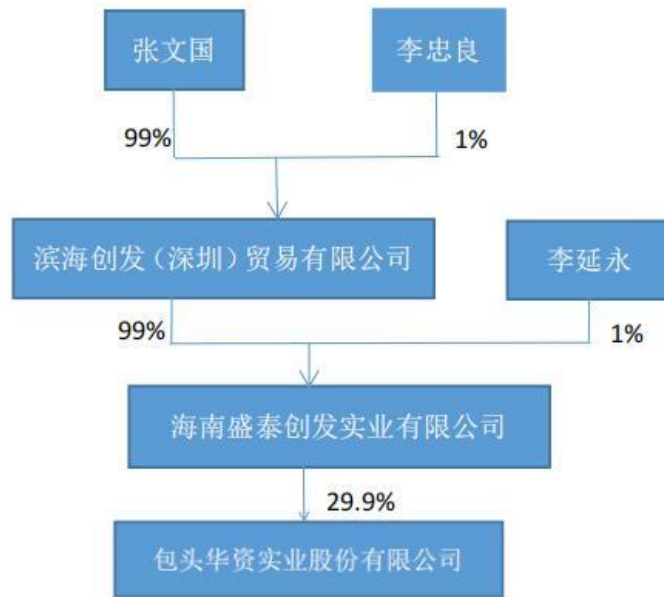 张文国
李忠良
99%
1%
滨海创发（深圳）贸易有限公司
李延永
99%
1%
海南盛泰创发实业有限公司
29.9%
包头华资实业股份有限公司